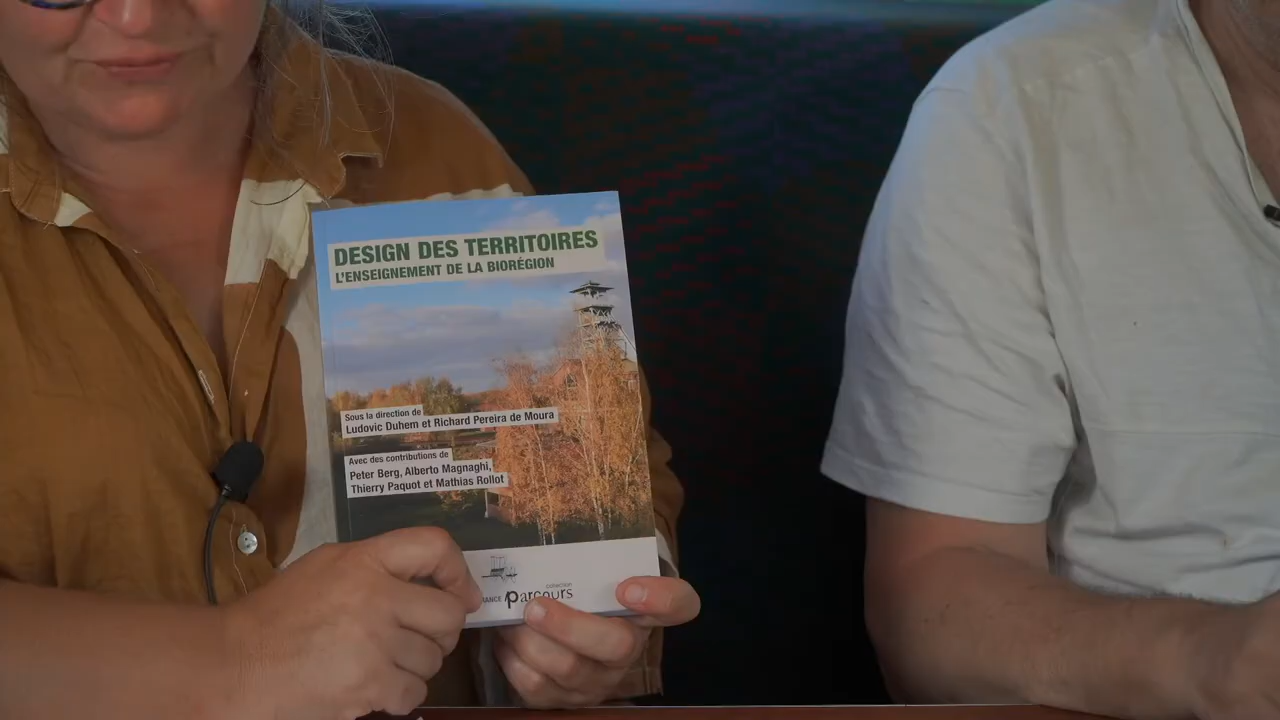 DESIGN DES TERRITOIRES
L'ENSEIGNEMENT DE LA BIORÉGION
Sous la direction de
Ludovic Duhem et Richard Pereira de Moura
Avec des contributions de
Peter Berg, Alberto Magnaghi,
Thierry Paquot et Mathias Rollot
collection
Parcours